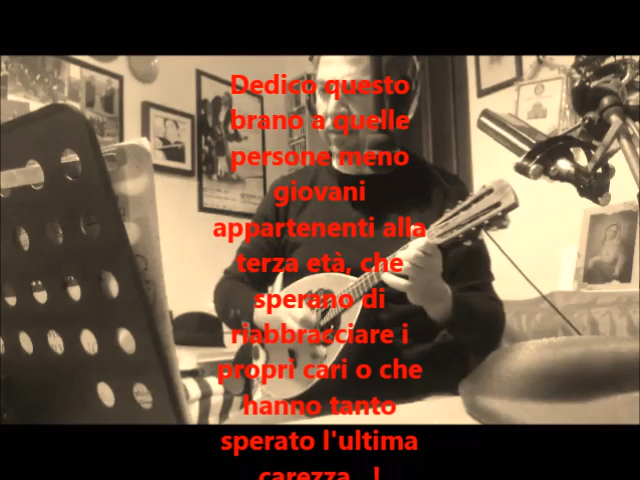 Dedico questo
brano a quelle
persone meno
giovani
appartenenti alla
terza età, che
sperano di
riabbracciare i
propri cari o che
hanno tanto
sperato l'ultima
carezza...!